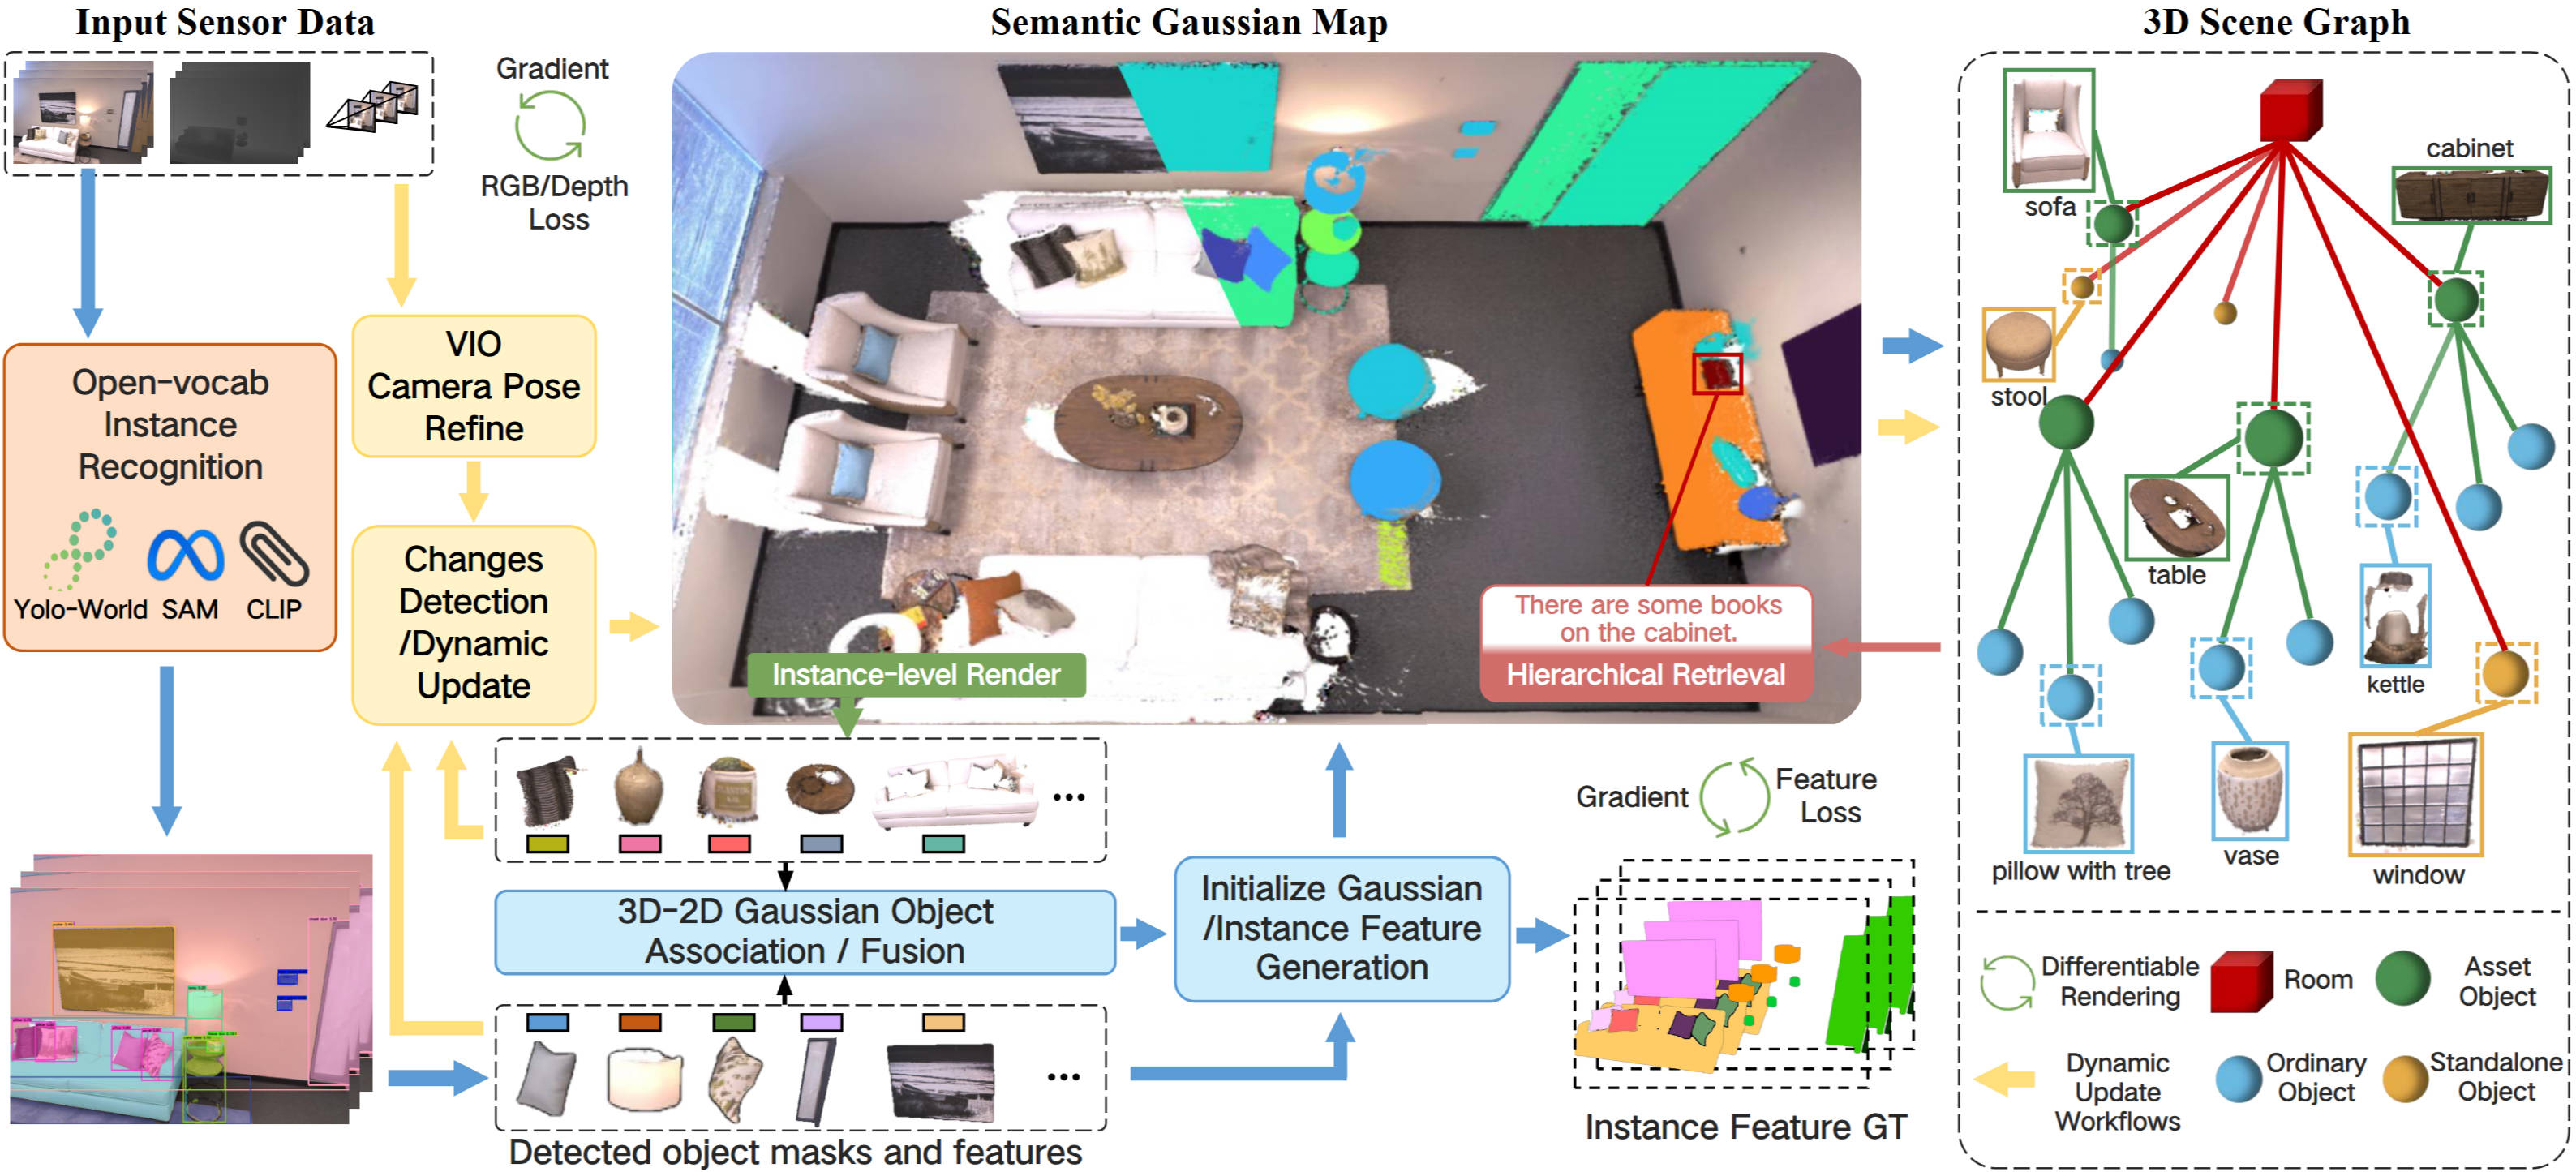 Input Sensor Data
Semantic Gaussian Map
3D Scene Graph
Gradient
RGB/Depth
Loss
Open-vocab
Instance
Recognition
Yolo-World SAM CLIP
VIO
Camera Pose
Refine
Changes
Detection
/Dynamic
Update
There are some books
on the cabinet.
Hierarchical Retrieval
Instance-level Render
...
3D-2D Gaussian Object
Association / Fusion
...
Detected object masks and features
Initialize Gaussian
/Instance Feature
Generation
Gradient
Feature
Loss
Instance Feature GT
sofa
cabinet
stool
table
kettle
pillow with tree
vase
window
Differentiable
Rendering
Room
Asset
Object
Dynamic
Update
Workflows
Ordinary
Object
Standalone
Object